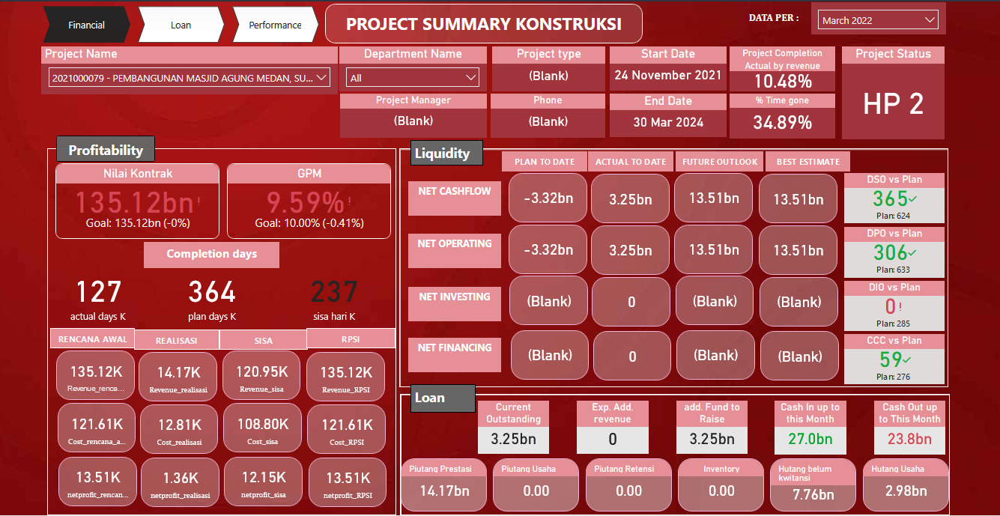 Financial
Loan
Performance
PROJECT SUMMARY KONSTRUKSI
DATA PER :
March 2022
Project Name
2021000079 - PEMBANGUNAN MASJID AGUNG MEDAN, SU...
Department Name
All
Project type
(Blank)
Start Date
24 November 2021
Project Completion
Actual by revenue
10.48%
Project Status
HP 2
Project Manager
(Blank)
Phone
(Blank)
End Date
30 Mar 2024
% Time gone
34.89%
Profitability
Nilai Kontrak
135.12bn!
Goal: 135.12bn (-0%)
GPM
9.59%!
Goal: 10.00% (-0.41%)
Completion days
127
actual days K
364
plan days K
237
sisa hari K
RENCANA AWAL
REALISASI
SISA
RPSI
135.12K
Revenue_renca...
14.17K
Revenue_realisasi
120.95K
Revenue_sisa
135.12K
Revenue_RPSI
121.61K
Cost_rencana_a...
12.81K
Cost_realisasi
108.80K
Cost_sisa
121.61K
Cost_RPSI
13.51K
netprofit_rencan...
1.36K
netprofit_realisasi
12.15K
netprofit_sisa
13.51K
netprofit_RPSI
Liquidity
PLAN TO DATE
ACTUAL TO DATE
FUTURE OUTLOOK
BEST ESTIMATE
NET CASHFLOW
-3.32bn
3.25bn
13.51bn
13.51bn
NET OPERATING
-3.32bn
3.25bn
13.51bn
13.51bn
NET INVESTING
(Blank)
0
(Blank)
(Blank)
NET FINANCING
(Blank)
0
(Blank)
(Blank)
DSO vs Plan
365✓
Plan: 624
DPO vs Plan
306✓
Plan: 633
DIO vs Plan
0!
Plan: 285
CCC vs Plan
59✓
Plan: 276
Loan
Current
Outstanding
3.25bn
Exp. Add.
revenue
0
add. Fund to
Raise
3.25bn
Cash In up to
this Month
27.0bn
Cash Out up
to This Month
23.8bn
Piutang Prestasi
14.17bn
Piutang Usaha
0.00
Piutang Retensi
0.00
Inventory
0.00
Hutang belum
kwitansi
7.76bn
Hutang Usaha
2.98bn